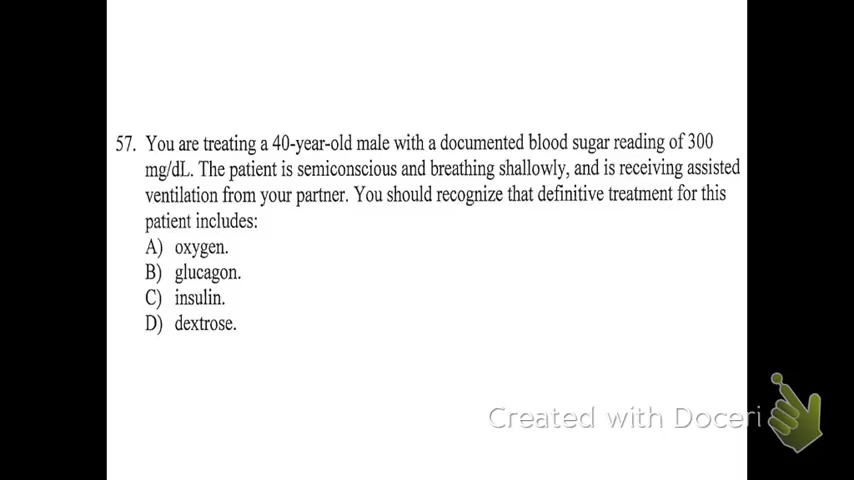 57. You are treating a 40-year-old male with a documented blood sugar reading of 300
mg/dL. The patient is semiconscious and breathing shallowly, and is receiving assisted
ventilation from your partner. You should recognize that definitive treatment for this
patient includes:
A) oxygen.
B) glucagon.
C) insulin.
D) dextrose.
Created with Doceri